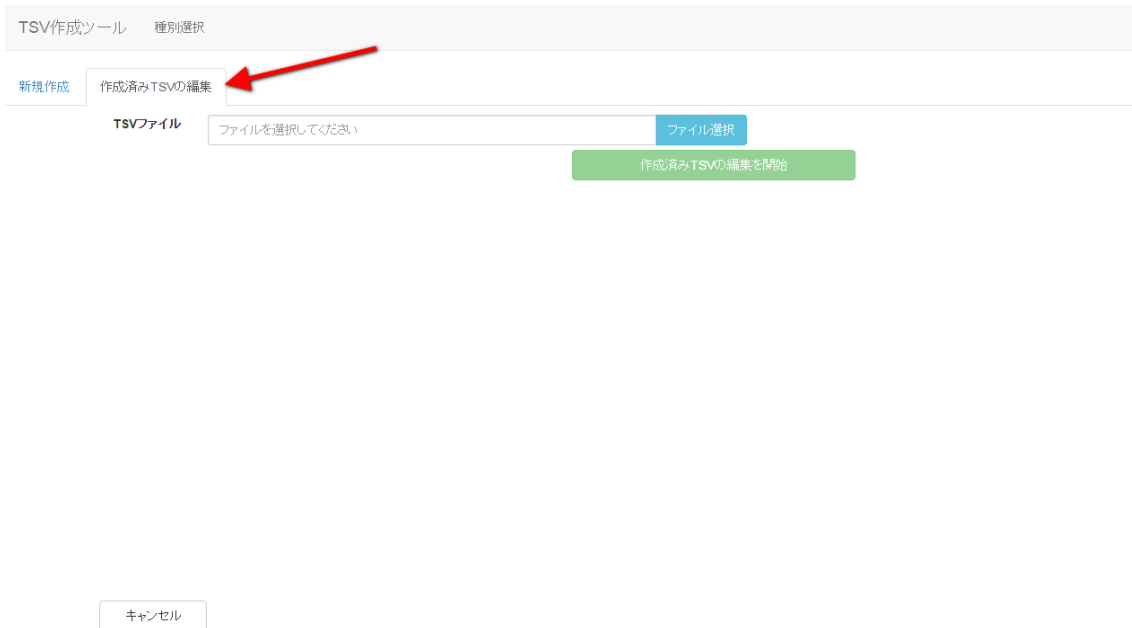 TSV作成ツール 種別選択
新規作成 作成済みTSVの編集
TSVファイル ファイルを選択してください ファイル選択
作成済みTSVの編集を開始
キャンセル